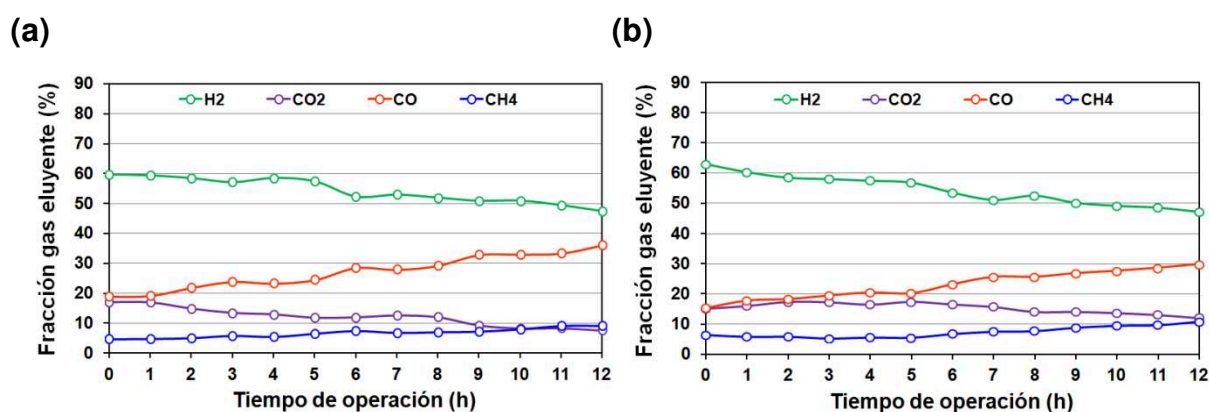 (a)
(b)
Fracción gas eluyente (%)
90
80
70
60
50
40
30
20
10
0
H2 CO2 CO CH4
0 1 2 3 4 5 6 7 8 9 10 11 12
Tiempo de operación (h)
Fracción gas eluyente (%)
90
80
70
60
50
40
30
20
10
0
H2 CO2 CO CH4
0 1 2 3 4 5 6 7 8 9 10 11 12
Tiempo de operación (h)